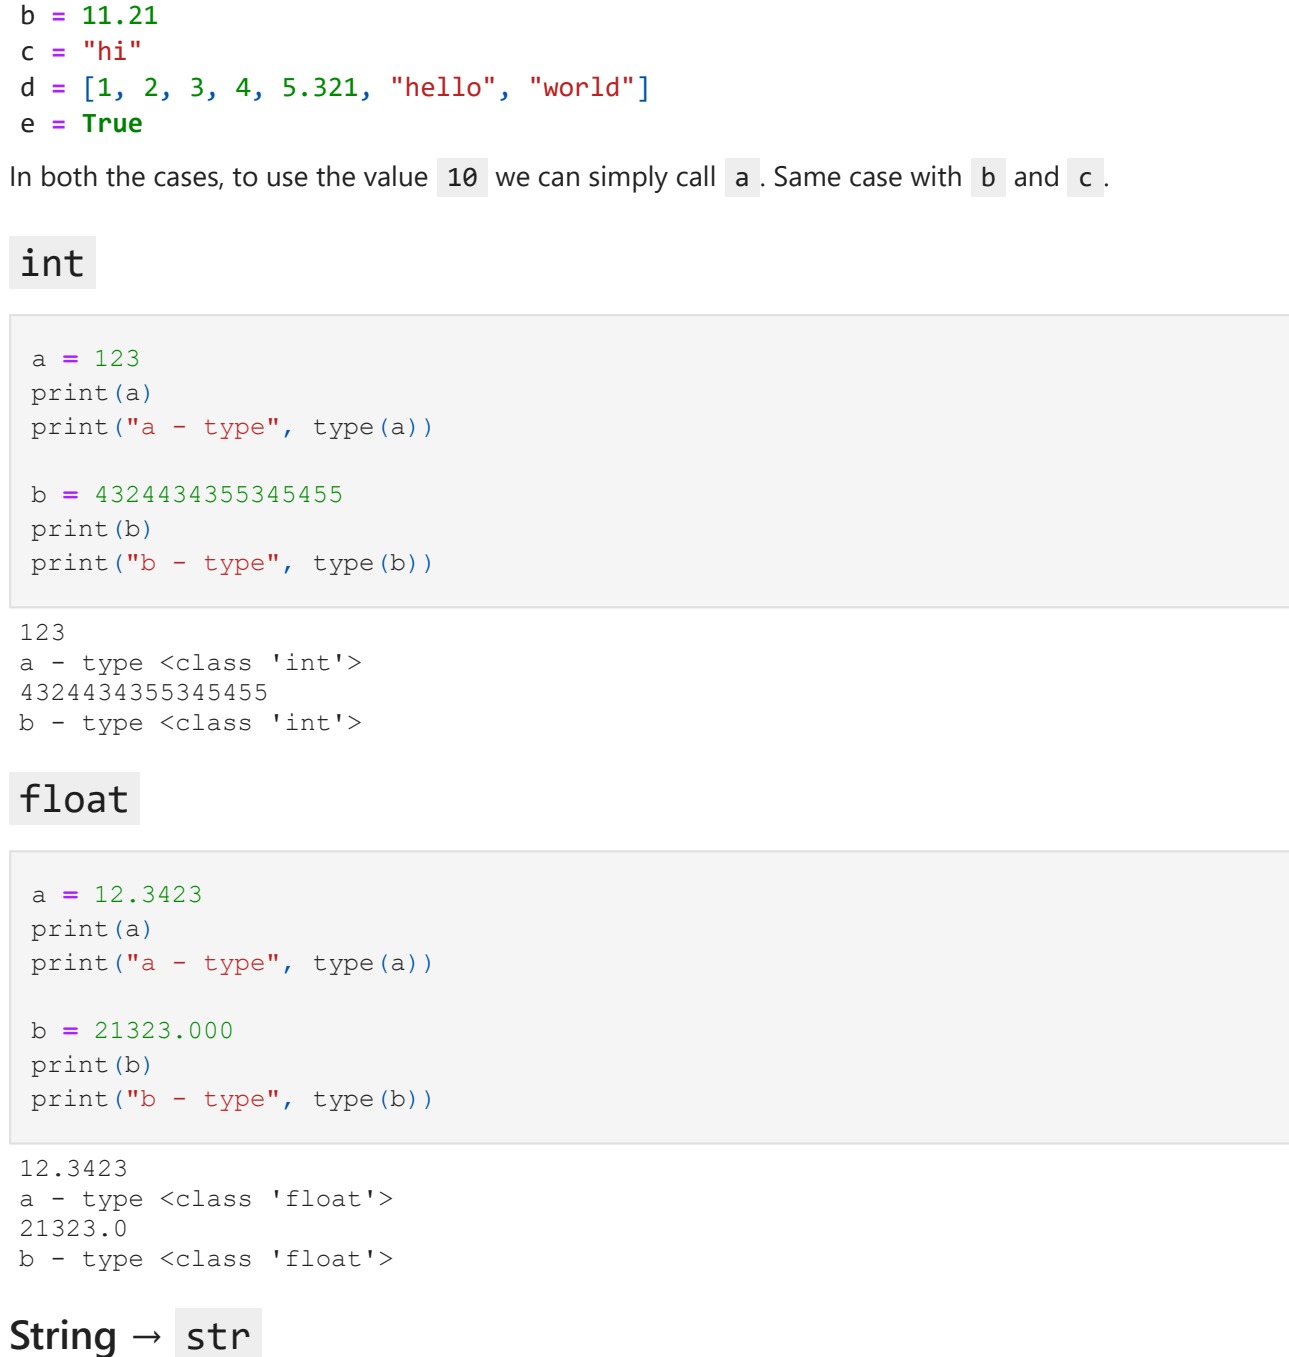 b = 11.21
c = "hi"
d = [1, 2, 3, 4, 5.321, "hello", "world"]
e = True
In both the cases, to use the value 10 we can simply call a . Same case with b and c .
int
a = 123
print(a)
print("a - type", type(a))
b = 4324434355345455
print(b)
print("b - type", type(b))
123
a - type <class 'int'>
4324434355345455
b - type <class 'int'>
float
a = 12.3423
print(a)
print("a - type", type(a))
b = 21323.000
print(b)
print("b - type", type(b))
12.3423
a - type <class 'float'>
21323.0
b - type <class 'float'>
String → str